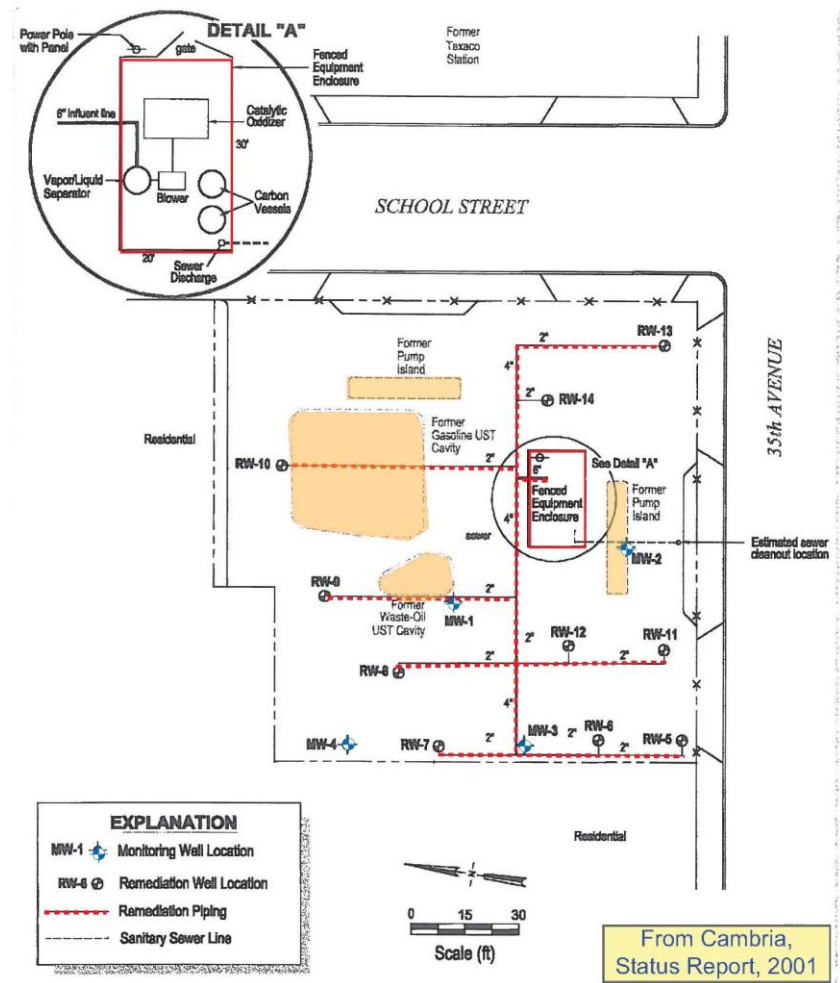 DETAIL "A"
Power Pole
with Panel
gate
Fenced
Equipment
Enclosure
6" Influent line
Catalytic
Oxidizer
30'
Vapor/Liquid
Separator
Blower
Carbon
Vessels
20'
Sewer
Discharge
Former
Texaco
Station
SCHOOL STREET
35th AVENUE
2"
RW-13
4"
Former
Pump
Island
2"
RW-14
Residential
Former
Gasoline UST
Cavity
RW-10
2"
See Detail "A"
6"
Fenced
Equipment
Enclosure
Former
Pump
Island
4"
sewer
Estimated sewer
cleanout location
MW-2
RW-9
2"
MW-1
Former
Waste-Oil
UST Cavity
2"
RW-12
RW-11
2"
2"
RW-8
4"
MW-4
RW-7
2"
MW-3
2"
RW-6
2"
RW-5
Residential
EXPLANATION
MW-1 Monitoring Well Location
RW-6 Remediation Well Location
Remediation Piping
Sanitary Sewer Line
N
0 15 30
Scale (ft)
From Cambria,
Status Report, 2001